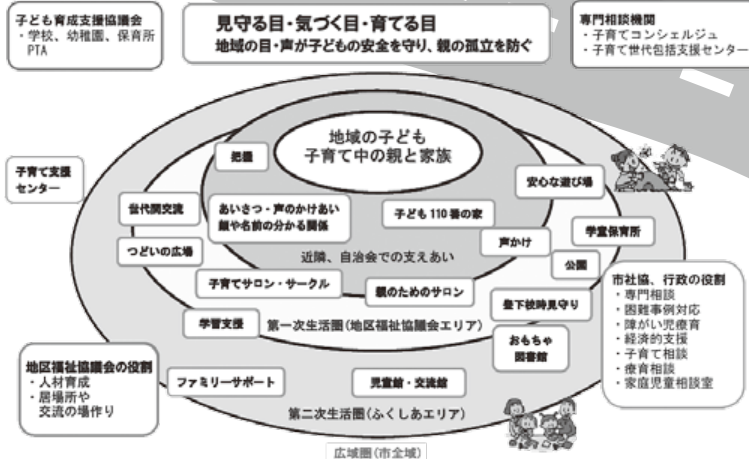 子ども育成支援協議会
・学校、幼稚園、保育所
PTA
見守る目・気づく目・育てる目
地域の目・声が子どもの安全を守り、親の孤立を防ぐ
専門相談機関
・子育てコンシェルジュ
・子育て世代包括支援センター
地域の子ども
子育て中の親と家族
把握
子育て支援
センター
安心な遊び場
世代間交流
あいさつ・声のかけあい
顔や名前の分かる関係
子ども110番の家
学童保育所
つどいの広場
近隣、自治会での支えあい
声かけ
公園
子育てサロン・サークル
親のためのサロン
登下校時見守り
学習支援
第一次生活圏(地区福祉協議会エリア)
おもちゃ
図書館
市社協、行政の役割
・専門相談
・困難事例対応
・障がい児療育
・経済的支援
・子育て相談
・療育相談
・家庭児童相談室
地区福祉協議会の役割
・人材育成
・居場所や
交流の場作り
ファミリーサポート
児童館・交流館
第二次生活圏(ふくしあエリア)
広域圏(市全域)